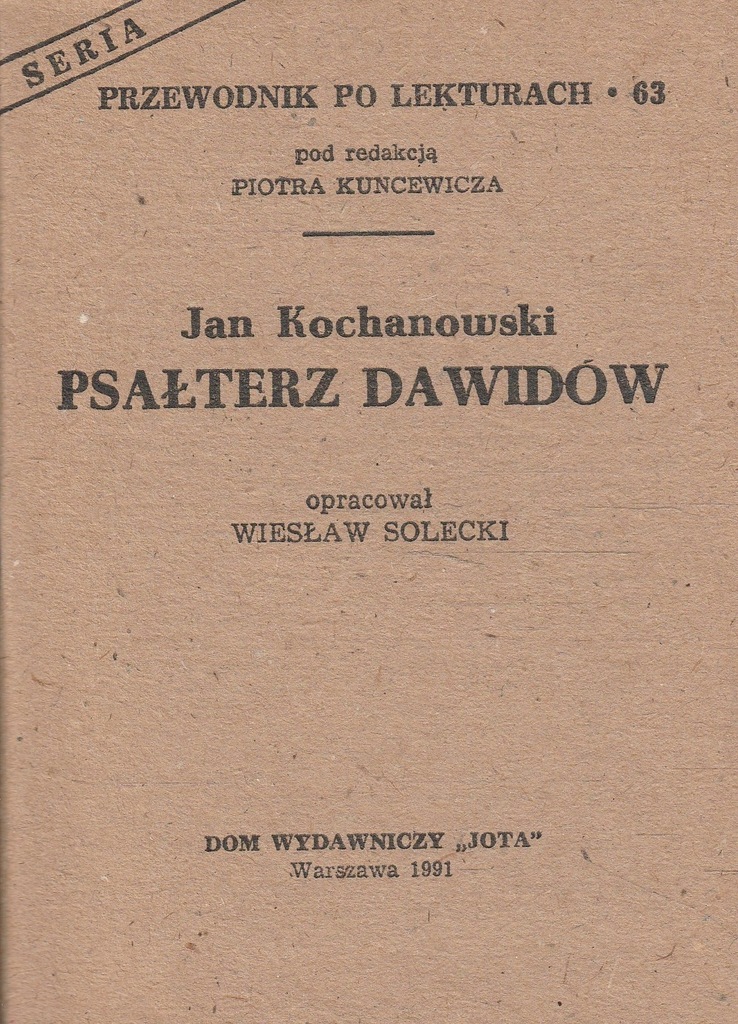 SERIA
PRZEWODNIK PO LEKTURACH • 63
pod redakcją
PIOTRA KUNCEWICZA
Jan Kochanowski
PSAŁTERZ DAWIDÓW
opracował
WIESŁAW SOLECKI
DOM WYDAWNICZY „JOTA”
Warszawa 1991